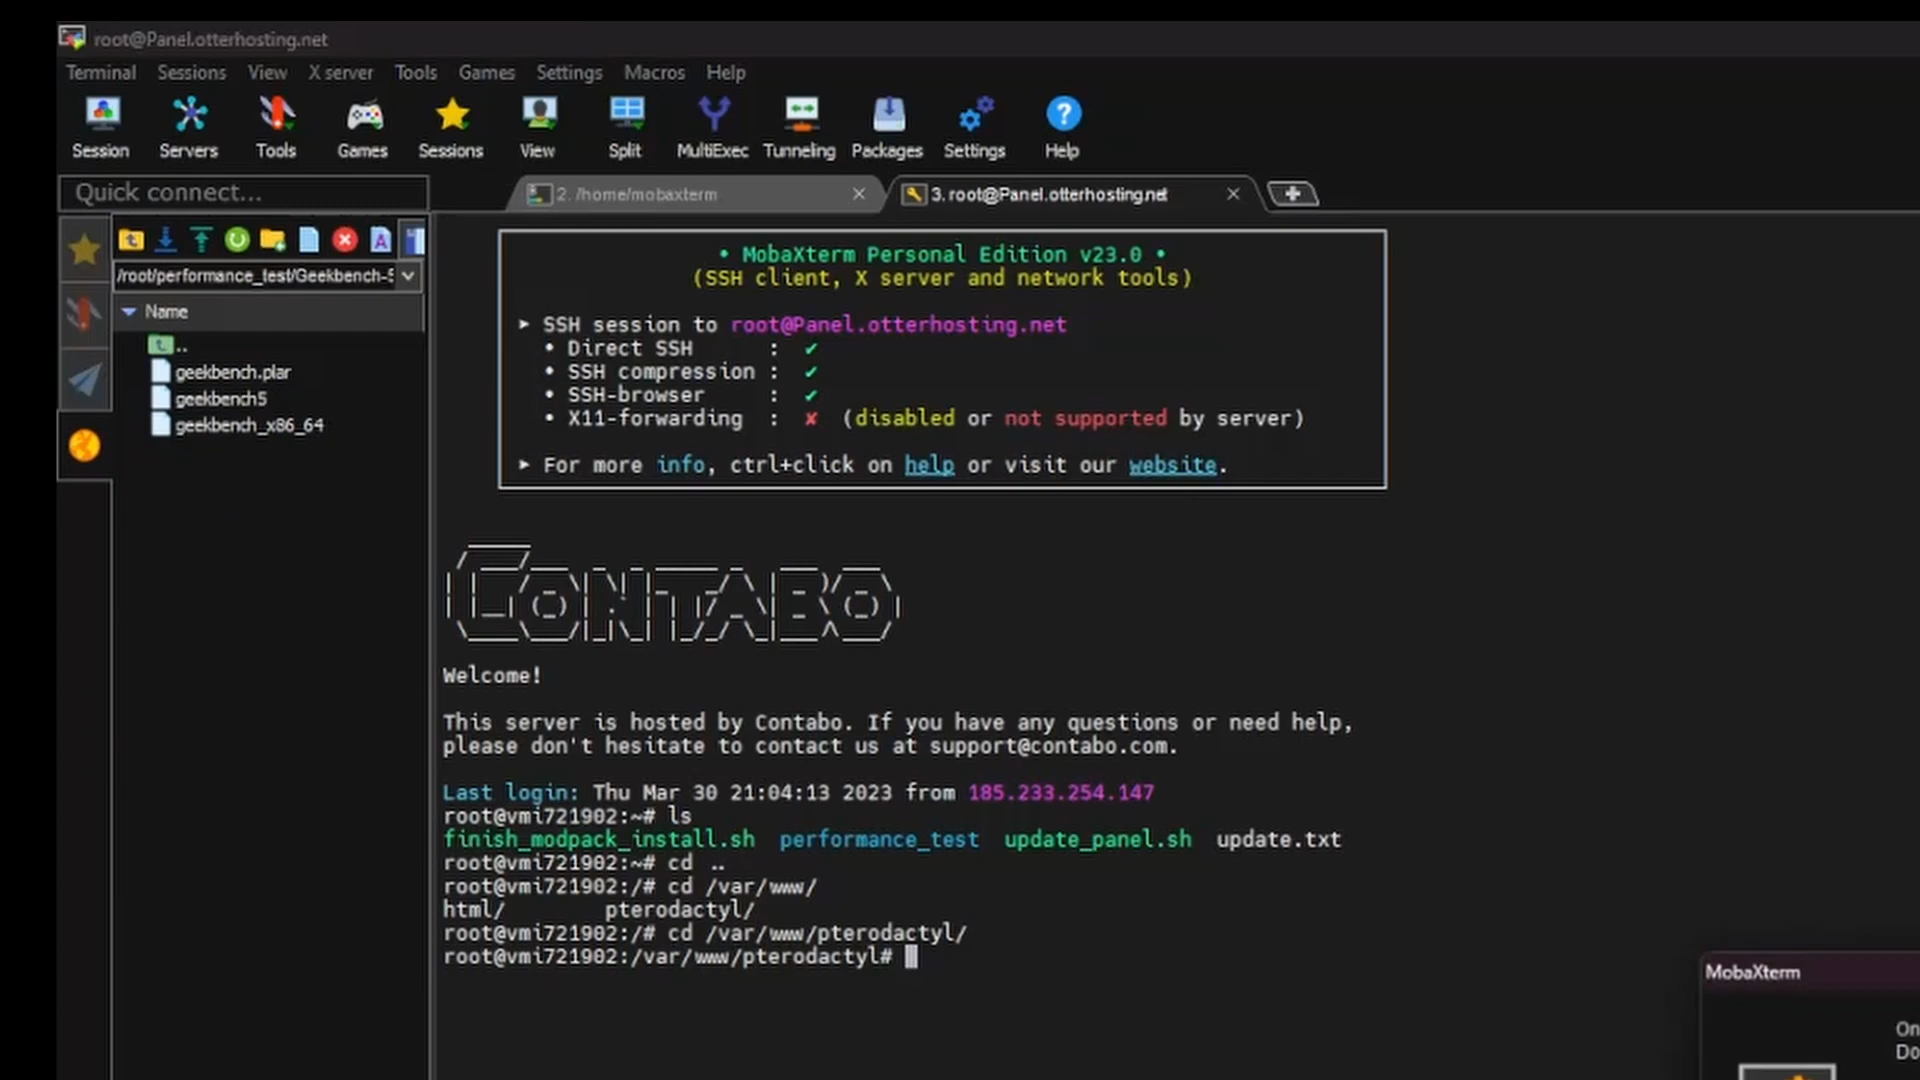 root@Panel.otterhosting.net
Terminal Sessions View X server Tools Games Settings Macros Help
Session Servers Tools Games Sessions View Split MultiExec Tunneling Packages Settings Help
Quick connect...
2. /home/mobaxterm
3. root@Panel.otterhosting.net
/root/performance_test/Geekbench-5
Name
..
geekbench.plar
geekbench5
geekbench_x86_64
• MobaXterm Personal Edition v23.0 •
(SSH client, X server and network tools)
➤ SSH session to root@Panel.otterhosting.net
• Direct SSH : ✔
• SSH compression : ✔
• SSH-browser : ✔
• X11-forwarding : ✘ (disabled or not supported by server)
➤ For more info, ctrl+click on help or visit our website.
CONTABO
Welcome!
This server is hosted by Contabo. If you have any questions or need help,
please don't hesitate to contact us at support@contabo.com.
Last login: Thu Mar 30 21:04:13 2023 from 185.233.254.147
root@vmi721902:~# ls
finish_modpack_install.sh performance_test update_panel.sh update.txt
root@vmi721902:~# cd ..
root@vmi721902:/# cd /var/www/
html/ pterodactyl/
root@vmi721902:/# cd /var/www/pterodactyl/
root@vmi721902:/var/www/pterodactyl#
MobaXterm
On
Do